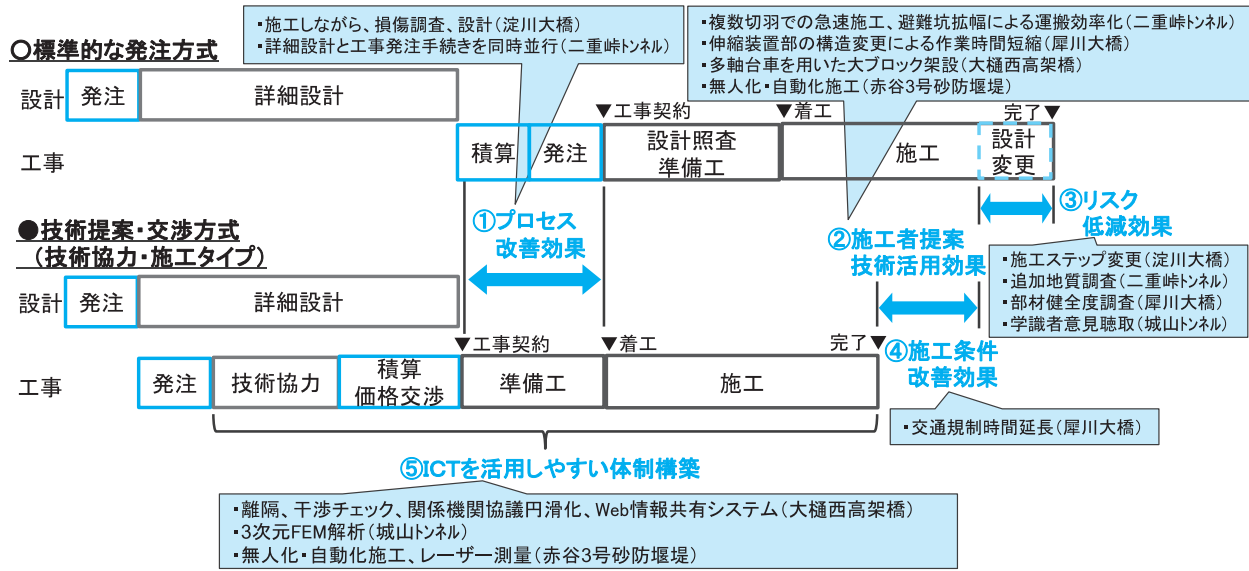 ・施工しながら、損傷調査、設計(淀川大橋)
・詳細設計と工事発注手続きを同時並行(二重峠トンネル)
・複数切羽での急速施工、避難坑拡幅による運搬効率化(二重峠トンネル)
・伸縮装置部の構造変更による作業時間短縮(犀川大橋)
・多軸台車を用いた大ブロック架設(大樋西高架橋)
・無人化・自動化施工(赤谷3号砂防堰堤)
○標準的な発注方式
設計
発注
詳細設計
▼工事契約
▼着工
完了▼
工事
積算
発注
設計照査
準備工
施工
設計
変更
①プロセス
改善効果
②施工者提案
技術活用効果
③リスク
低減効果
・施工ステップ変更(淀川大橋)
・追加地質調査(二重峠トンネル)
・部材健全度調査(犀川大橋)
・学識者意見聴取(城山トンネル)
●技術提案・交渉方式
(技術協力・施工タイプ)
設計
発注
詳細設計
▼工事契約
▼着工
完了▼
工事
発注
技術協力
積算
価格交渉
準備工
施工
④施工条件
改善効果
・交通規制時間延長(犀川大橋)
⑤ICTを活用しやすい体制構築
・離隔、干渉チェック、関係機関協議円滑化、Web情報共有システム(大樋西高架橋)
・3次元FEM解析(城山トンネル)
・無人化・自動化施工、レーザー測量(赤谷3号砂防堰堤)